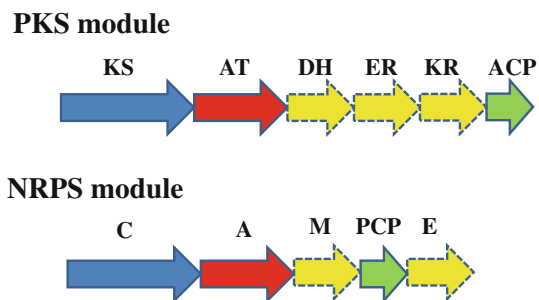 PKS module
KS AT DH ER KR ACP
NRPS module
C A M PCP E